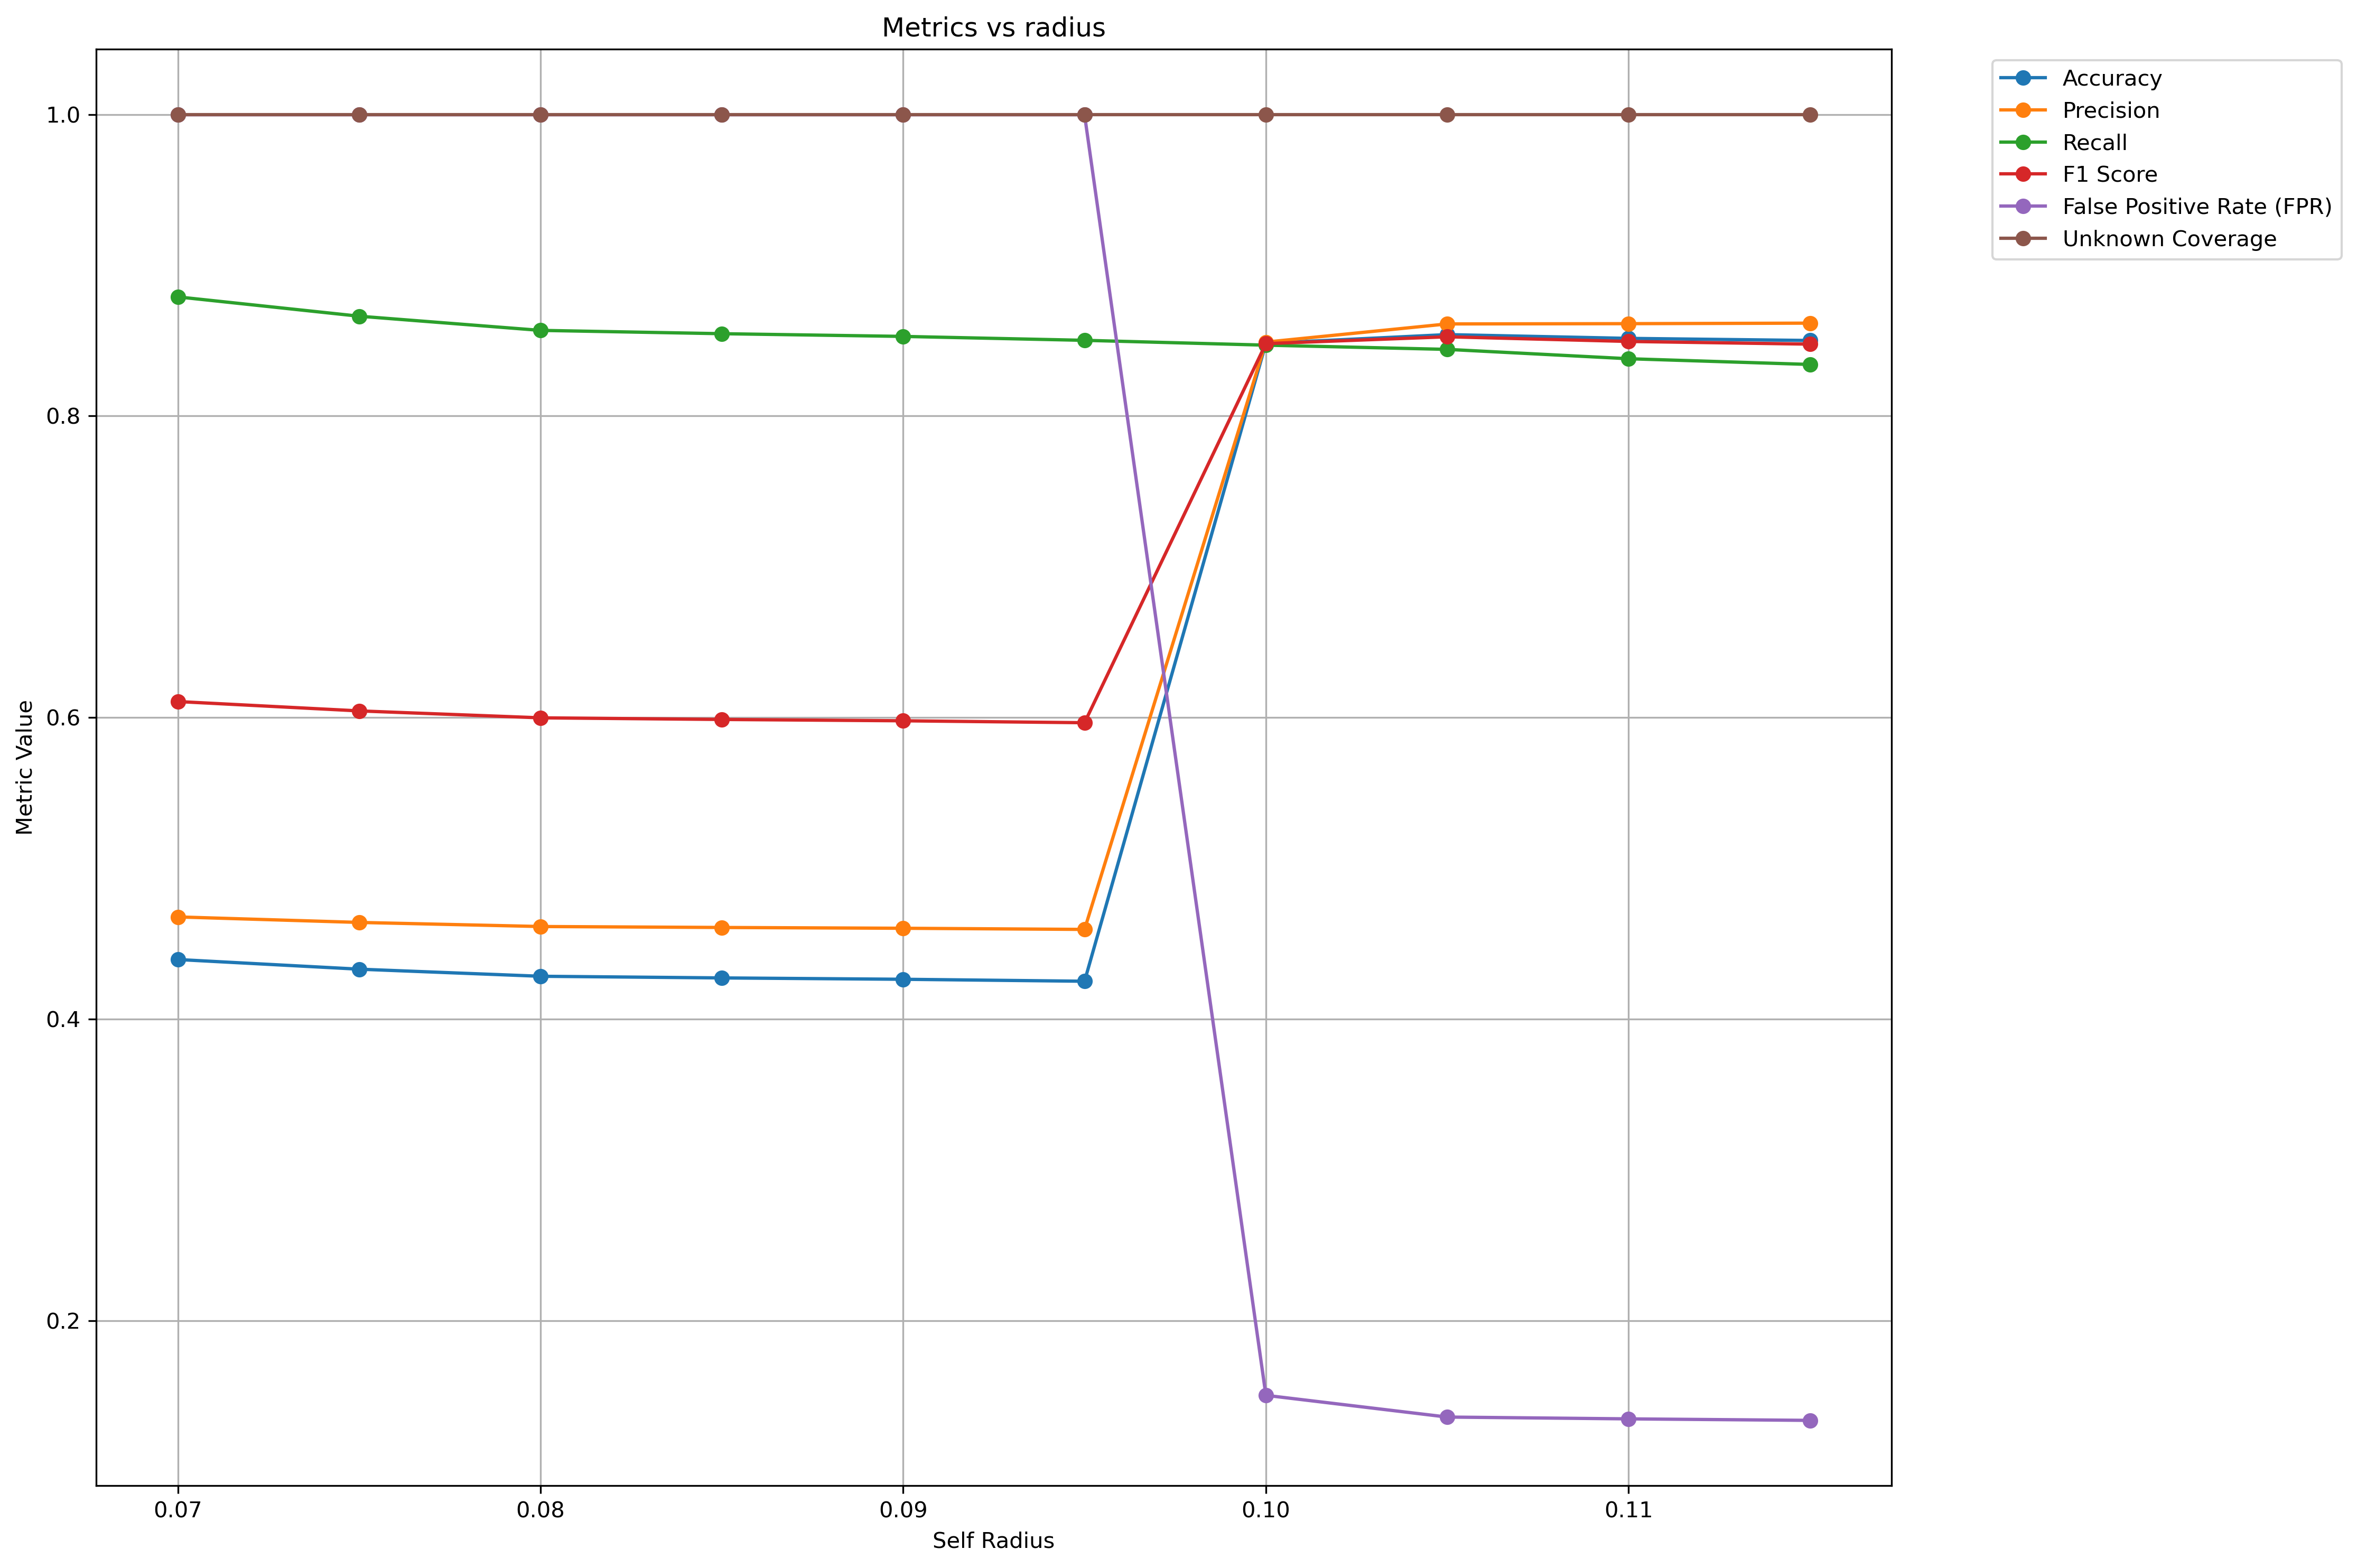 Metrics vs radius
Accuracy
Precision
Recall
F1 Score
False Positive Rate (FPR)
Unknown Coverage
1.0
0.8
0.6
0.4
0.2
Metric Value
0.07
0.08
0.09
0.10
0.11
Self Radius